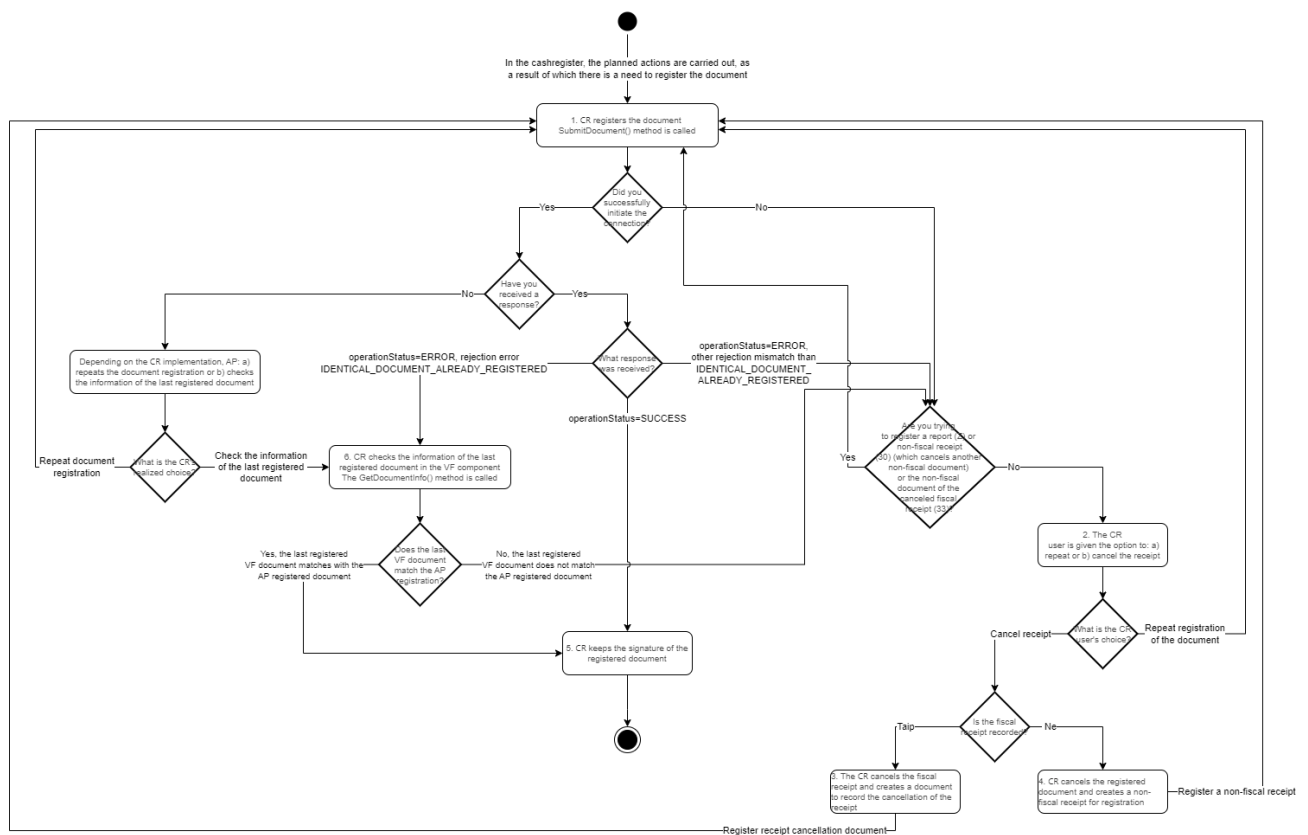 In the cashregister, the planned actions are carried out, as
a result of which there is a need to register the document
1. CR registers the document
SubmitDocument() method is called
Did you
successfully
initiate the
connection?
Yes
No
Have you
received a
response?
No
Yes
Depending on the CR implementation, AP: a)
repeats the document registration or b) checks
the information of the last registered document
operationStatus=ERROR, rejection error
IDENTICAL_DOCUMENT_ALREADY_REGISTERED
What response
was received?
operationStatus=ERROR,
other rejection mismatch than
IDENTICAL_DOCUMENT_
ALREADY_REGISTERED
operationStatus=SUCCESS
Are you trying
to register a report (Z) or
non-fiscal receipt
(30) (which cancels another
non-fiscal document)
or the non-fiscal
document of the
canceled fiscal
receipt (33)?
Yes
No
Repeat document
registration
What is the CR's
realized choice?
Check the information
of the last registered
document
6. CR checks the information of the last
registered document in the VF component
The GetDocumentInfo() method is called
2. The CR
user is given the option to: a)
repeat or b) cancel the receipt
Yes, the last registered
VF document matches with the
AP registered document
Does the last
VF document
match the AP
registration?
No, the last registered
VF document does not match
the AP registered document
Cancel receipt
What is the CR
user's choice?
Repeat registration
of the document
5. CR keeps the signature of the
registered document
Is the fiscal
receipt recorded?
Taip
Ne
3. The CR cancels the fiscal
receipt and creates a document
to record the cancellation of the
receipt
4. CR cancels the registered
document and creates a non-
fiscal receipt for registration
Register a non-fiscal receipt
Register receipt cancellation document